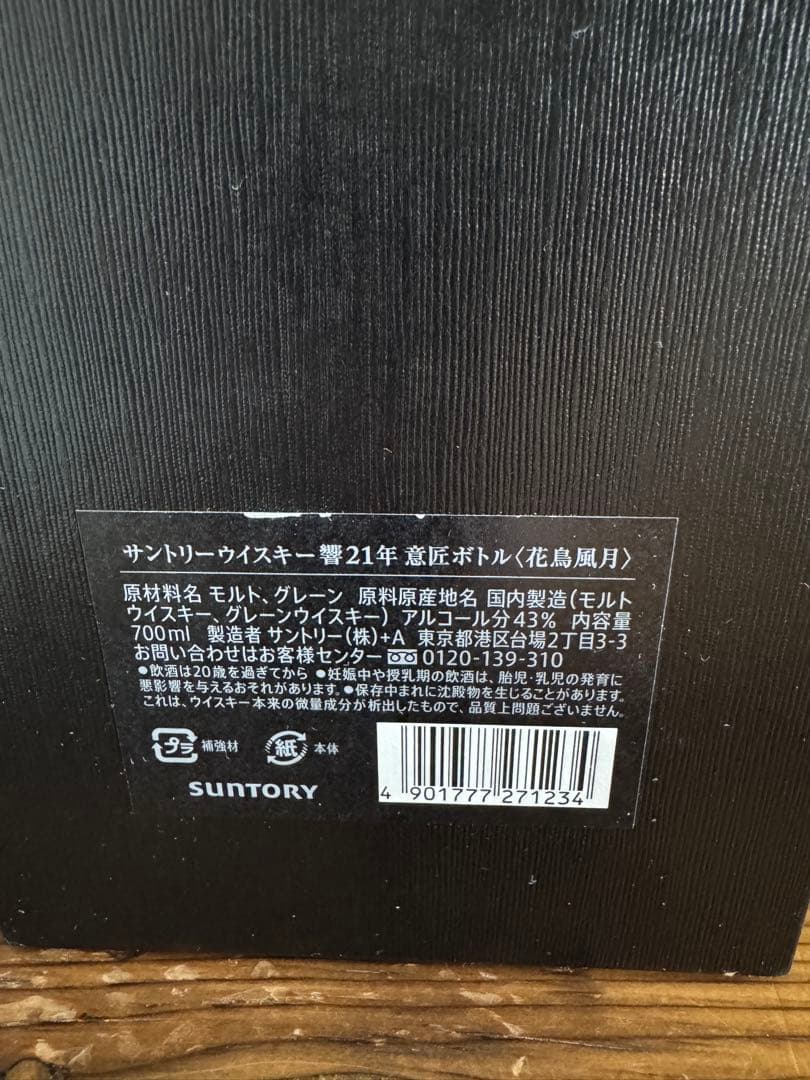 サントリーウイスキー響21年 意匠ボトル〈花鳥風月〉
原材料名 モルト、グレーン 原料原産地名 国内製造(モルト
ウイスキー、グレーンウイスキー) アルコール分43% 内容量
700ml 製造者 サントリー(株)+A 東京都港区台場2丁目3-3
お問い合わせはお客様センター 0120-139-310
●飲酒は20歳を過ぎてから ●妊娠中や授乳期の飲酒は、胎児・乳児の発育に
悪影響を与えるおそれがあります。●保存中まれに沈殿物を生じることがあります。
これは、ウイスキー本来の微量成分が析出したもので、品質上問題ございません。
プラ 補強材 紙 本体
SUNTORY
4 901777 271234